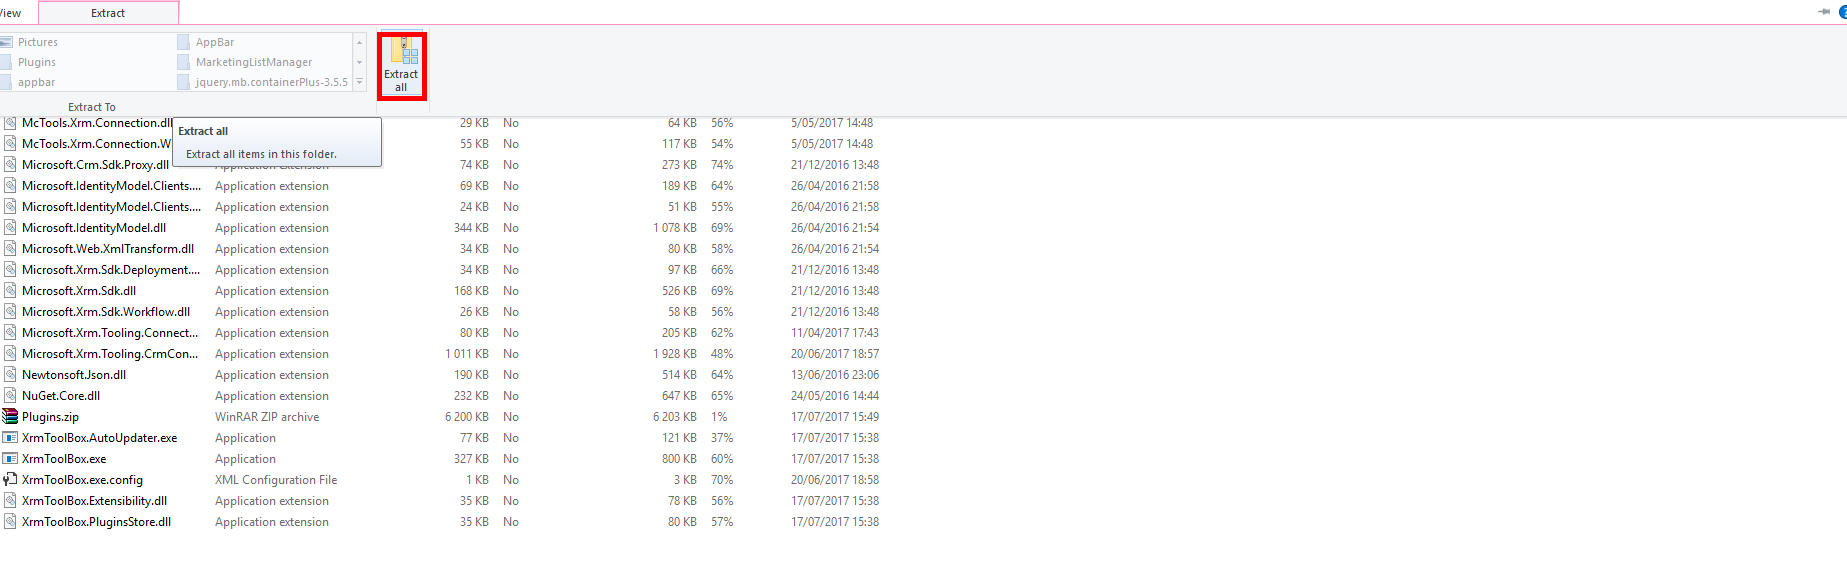 View Extract
Pictures AppBar
Plugins MarketingListManager
appbar jquery.mb.containerPlus-3.5.5
Extract
all
Extract To
McTools.Xrm.Connection.dll 29 KB No 64 KB 56% 5/05/2017 14:48
Extract all
McTools.Xrm.Connection.W 55 KB No 117 KB 54% 5/05/2017 14:48
Extract all items in this folder.
Microsoft.Crm.Sdk.Proxy.dll Application extension 74 KB No 273 KB 74% 21/12/2016 13:48
Microsoft.IdentityModel.Clients.... Application extension 69 KB No 189 KB 64% 26/04/2016 21:58
Microsoft.IdentityModel.Clients.... Application extension 24 KB No 51 KB 55% 26/04/2016 21:58
Microsoft.IdentityModel.dll Application extension 344 KB No 1 078 KB 69% 26/04/2016 21:54
Microsoft.Web.XmlTransform.dll Application extension 34 KB No 80 KB 58% 26/04/2016 21:54
Microsoft.Xrm.Sdk.Deployment.... Application extension 34 KB No 97 KB 66% 21/12/2016 13:48
Microsoft.Xrm.Sdk.dll Application extension 168 KB No 526 KB 69% 21/12/2016 13:48
Microsoft.Xrm.Sdk.Workflow.dll Application extension 26 KB No 58 KB 56% 21/12/2016 13:48
Microsoft.Xrm.Tooling.Connect... Application extension 80 KB No 205 KB 62% 11/04/2017 17:43
Microsoft.Xrm.Tooling.CrmCon... Application extension 1 011 KB No 1 928 KB 48% 20/06/2017 18:57
Newtonsoft.Json.dll Application extension 190 KB No 514 KB 64% 13/06/2016 23:06
NuGet.Core.dll Application extension 232 KB No 647 KB 65% 24/05/2016 14:44
Plugins.zip WinRAR ZIP archive 6 200 KB No 6 203 KB 1% 17/07/2017 15:49
XrmToolBox.AutoUpdater.exe Application 77 KB No 121 KB 37% 17/07/2017 15:38
XrmToolBox.exe Application 327 KB No 800 KB 60% 17/07/2017 15:38
XrmToolBox.exe.config XML Configuration File 1 KB No 3 KB 70% 20/06/2017 18:58
XrmToolBox.Extensibility.dll Application extension 35 KB No 78 KB 56% 17/07/2017 15:38
XrmToolBox.PluginsStore.dll Application extension 35 KB No 80 KB 57% 17/07/2017 15:38